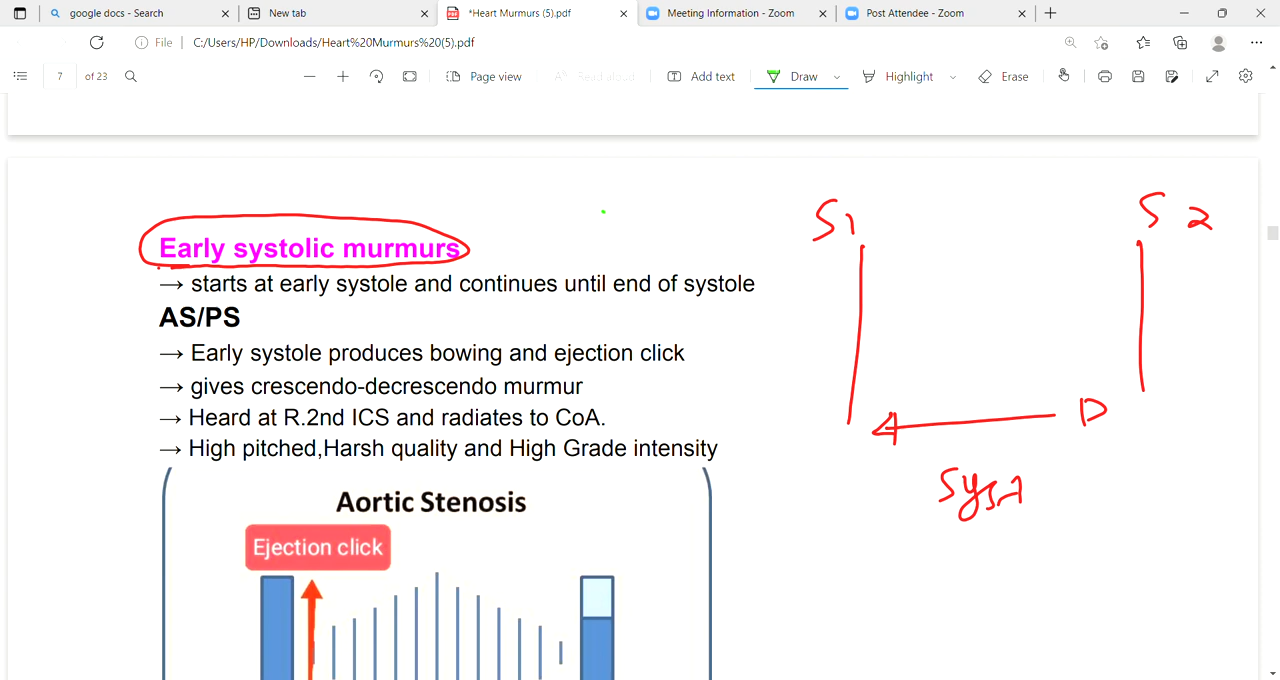 google docs - Search
New tab
*Heart Murmurs (5).pdf
Meeting Information - Zoom
Post Attendee - Zoom
File
C:/Users/HP/Downloads/Heart%20Murmurs%20(5).pdf
7 of 23
Page view
Read aloud
Add text
Draw
Highlight
Erase
S1
S2
Early systolic murmurs
→ starts at early systole and continues until end of systole
AS/PS
→ Early systole produces bowing and ejection click
→ gives crescendo-decrescendo murmur
→ Heard at R.2nd ICS and radiates to CoA.
→ High pitched,Harsh quality and High Grade intensity
Syst
Aortic Stenosis
Ejection click